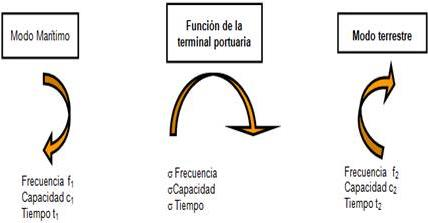 Modo Marítimo
Función de la
terminal portuaria
Modo terrestre
Frecuencia f₁
Capacidad c₁
Tiempo t₁
σ Frecuencia
σCapacidad
σ Tiempo
Frecuencia f₂
Capacidad c₂
Tiempo t₂